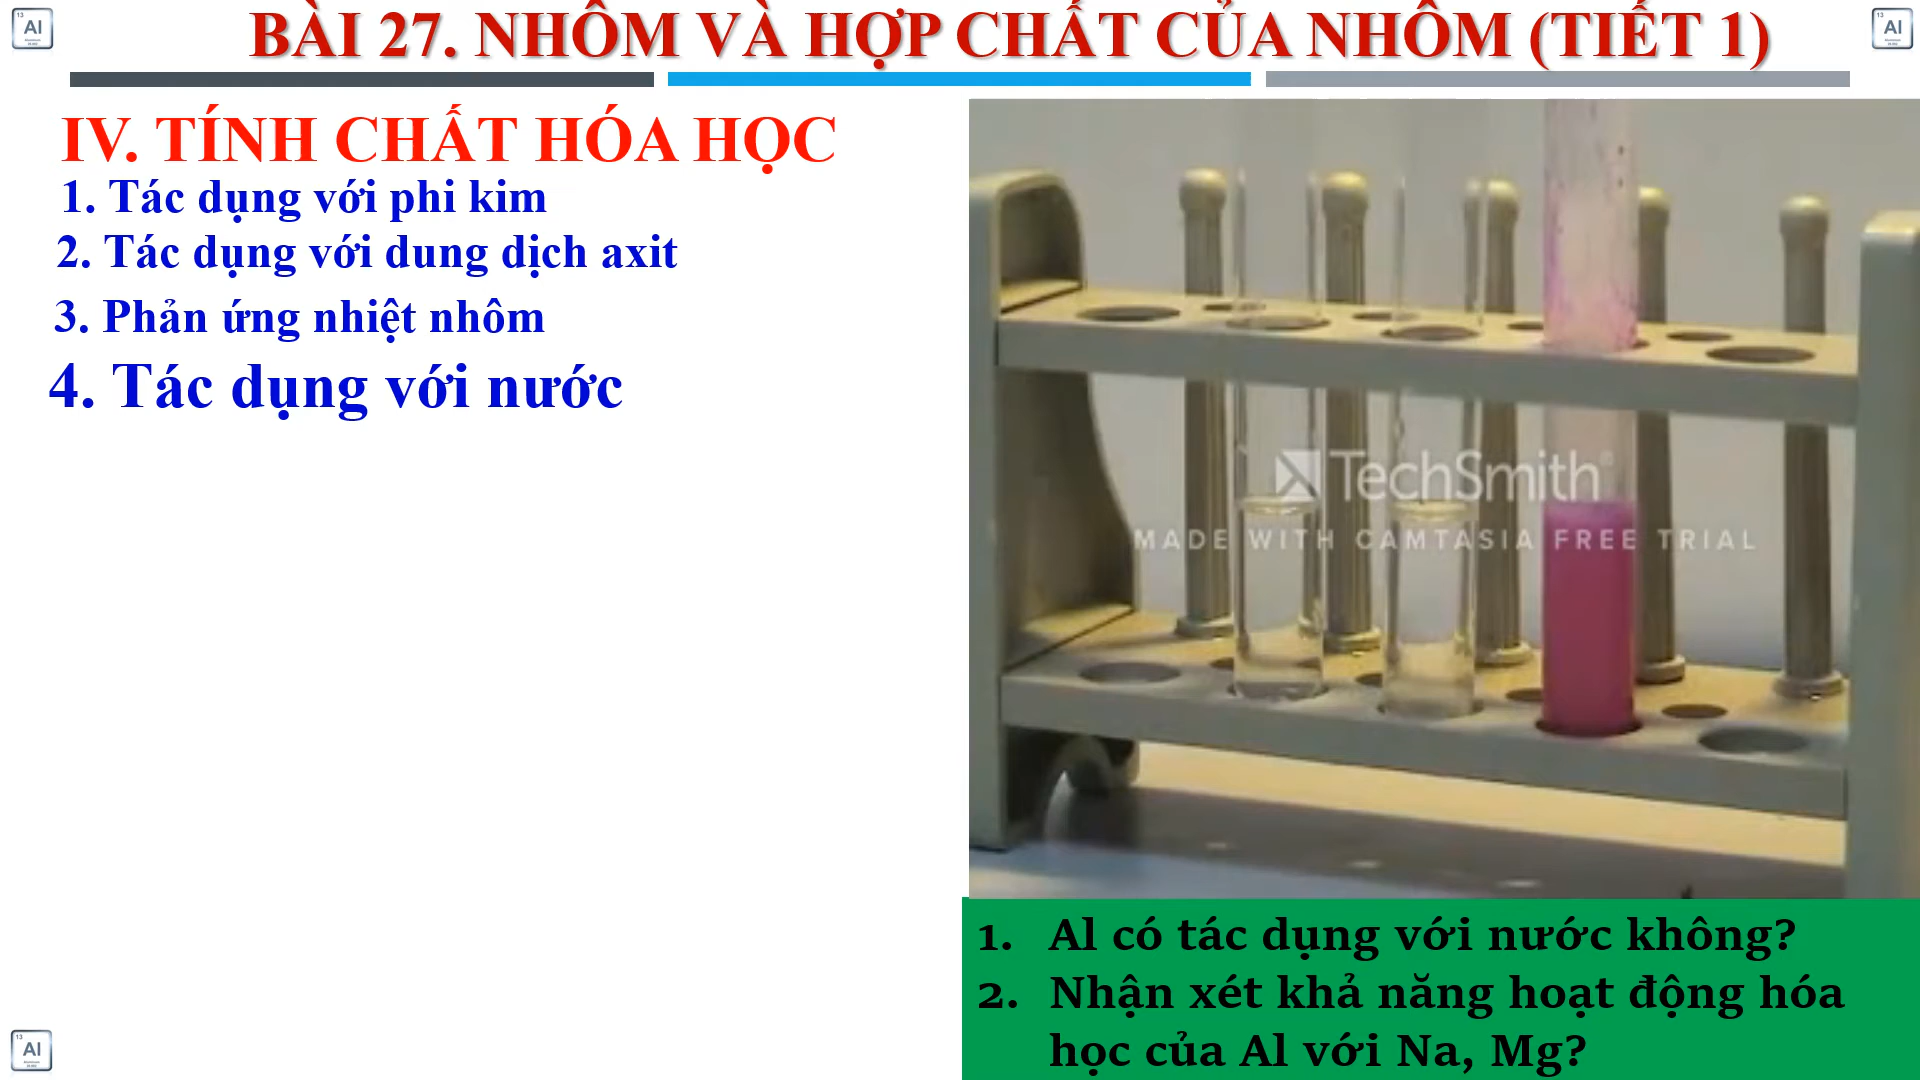 BÀI 27. NHÔM VÀ HỢP CHẤT CỦA NHÔM (TIẾT 1)
13
Al
13
Al
IV. TÍNH CHẤT HÓA HỌC
1. Tác dụng với phi kim
2. Tác dụng với dung dịch axit
3. Phản ứng nhiệt nhôm
4. Tác dụng với nước
TechSmith
MADE WITH CAMTASIA FREE TRIAL
1. Al có tác dụng với nước không?
2. Nhận xét khả năng hoạt động hóa
học của Al với Na, Mg?
13
Al